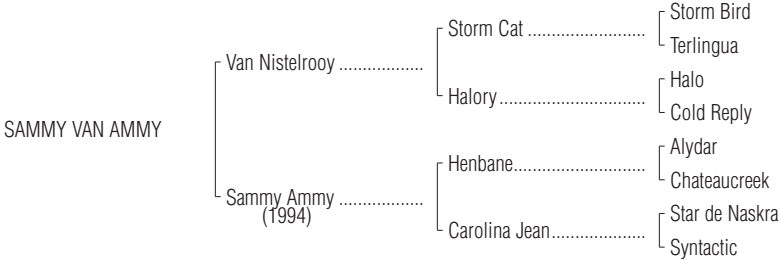 Storm Bird
Storm Cat ........................
Terlingua
Van Nistelrooy ..................
Halo
Halory ..............................
Cold Reply
SAMMY VAN AMMY
Alydar
Henbane...........................
Chateaucreek
Sammy Ammy ..................
(1994)
Star de Naskra
Carolina Jean...................
Syntactic